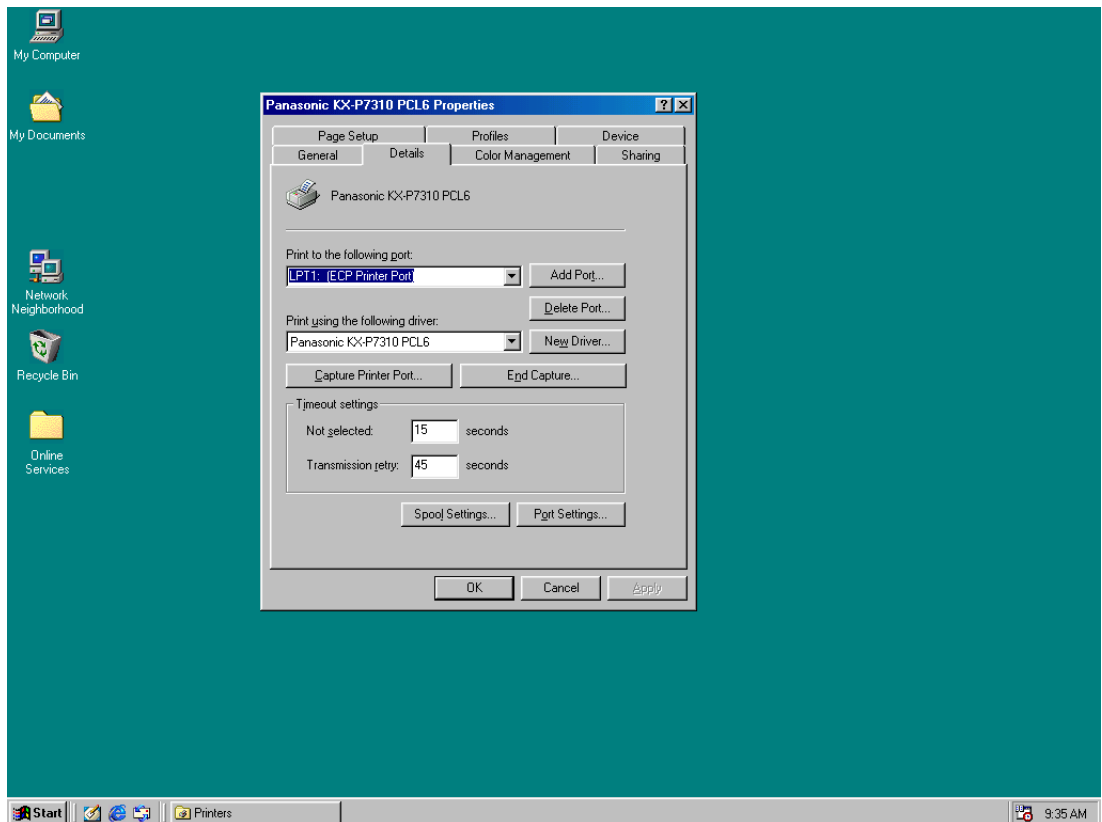 My Computer
My Documents
Network
Neighborhood
Recycle Bin
Online
Services
Panasonic KX-P7310 PCL6 Properties
Page Setup
Profiles
Device
General
Details
Color Management
Sharing
Panasonic KX-P7310 PCL6
Print to the following port:
LPT1: (ECP Printer Port)
Add Port...
Delete Port...
Print using the following driver:
Panasonic KX-P7310 PCL6
New Driver...
Capture Printer Port...
End Capture...
Timeout settings
Not selected:
15
seconds
Transmission retry:
45
seconds
Spool Settings...
Port Settings...
OK
Cancel
Apply
Start
Printers
9:35 AM